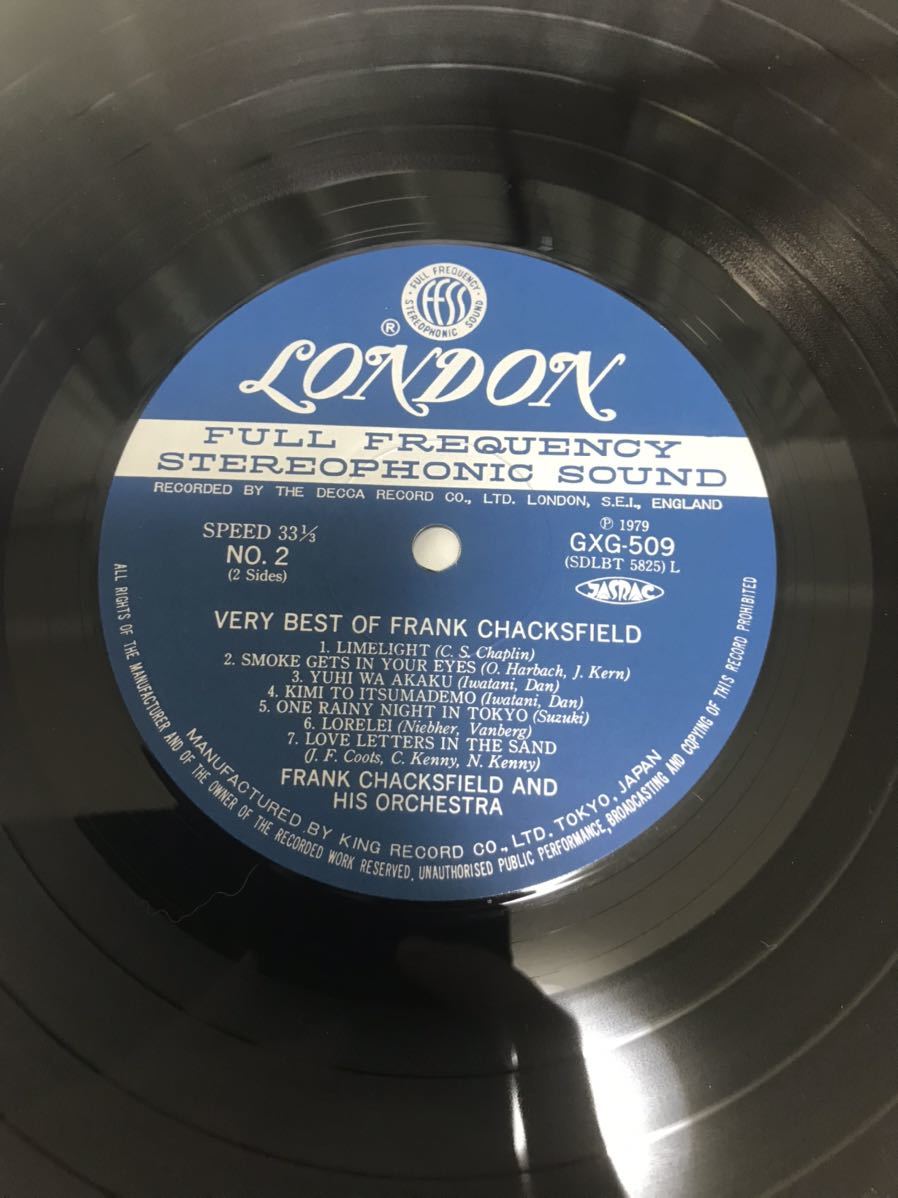 FULL FREQUENCY
STEREOPHONIC SOUND
FFSS
®
LONDON
FULL FREQUENCY
STEREOPHONIC SOUND
RECORDED BY THE DECCA RECORD CO., LTD. LONDON, S.E.I., ENGLAND
SPEED 33⅓
NO. 2
(2 Sides)
Ⓟ 1979
GXG-509
(SDLBT 5825) L
JASRAC
VERY BEST OF FRANK CHACKSFIELD
1. LIMELIGHT (C. S. Chaplin)
2. SMOKE GETS IN YOUR EYES (O. Harbach, J. Kern)
3. YUHI WA AKAKU (Iwatani, Dan)
4. KIMI TO ITSUMADEMO (Iwatani, Dan)
5. ONE RAINY NIGHT IN TOKYO (Suzuki)
6. LORELEI (Niebher, Vanberg)
7. LOVE LETTERS IN THE SAND
(J. F. Coots, C. Kenny, N. Kenny)
FRANK CHACKSFIELD AND
HIS ORCHESTRA
MANUFACTURED BY KING RECORD CO., LTD. TOKYO, JAPAN
ALL RIGHTS OF THE MANUFACTURER AND OF THE OWNER OF THE RECORDED WORK RESERVED, UNAUTHORISED PUBLIC PERFORMANCE, BROADCASTING AND COPYING OF THIS RECORD PROHIBITED